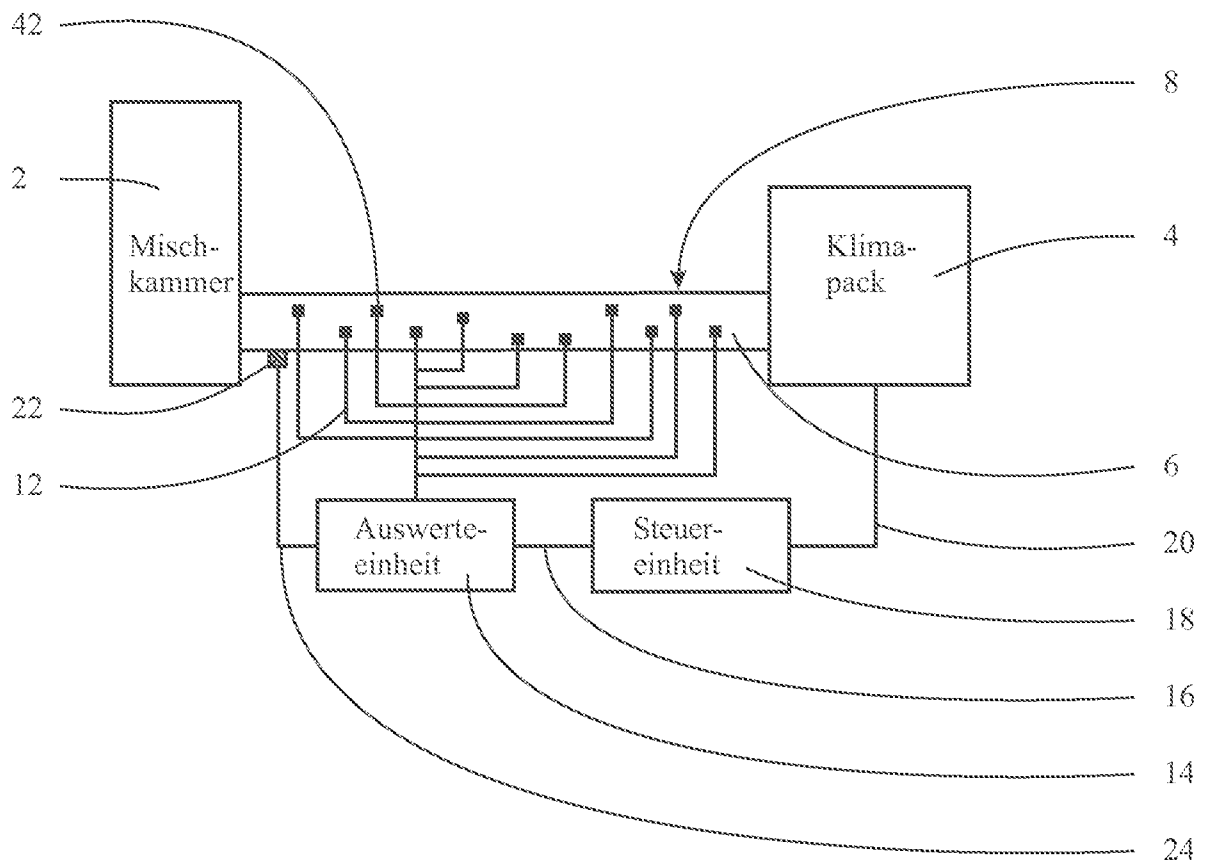 42
8
2
Misch-
kammer
Klima-
pack
4
22
12
6
Auswerte-
einheit
Steuer-
einheit
20
18
16
14
24